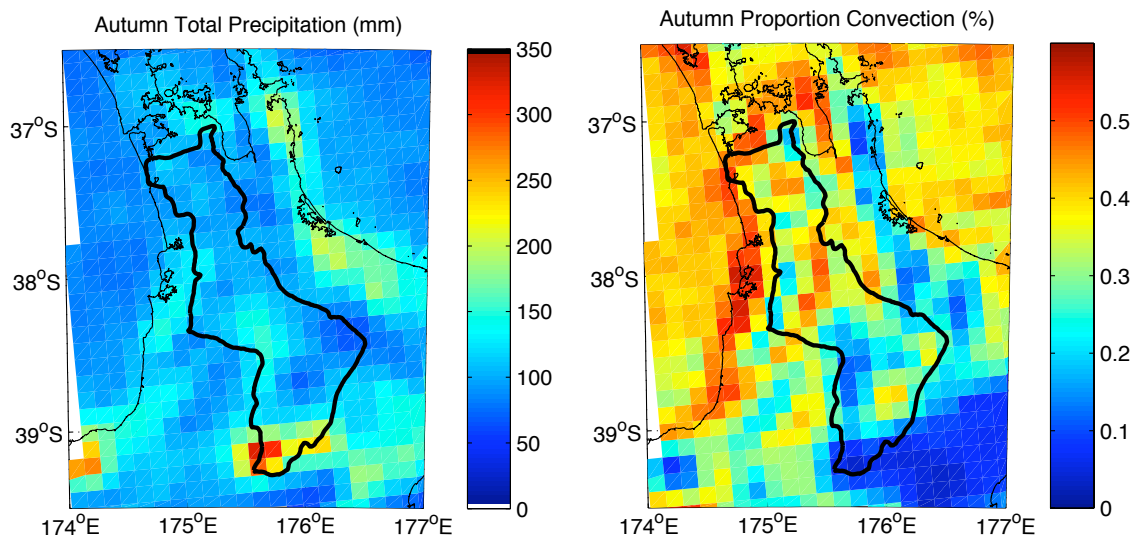 Autumn Total Precipitation (mm)
37°S
38°S
39°S
174°E
175°E
176°E
177°E
350
300
250
200
150
100
50
0
Autumn Proportion Convection (%)
37°S
38°S
39°S
174°E
175°E
176°E
177°E
0.5
0.4
0.3
0.2
0.1
0